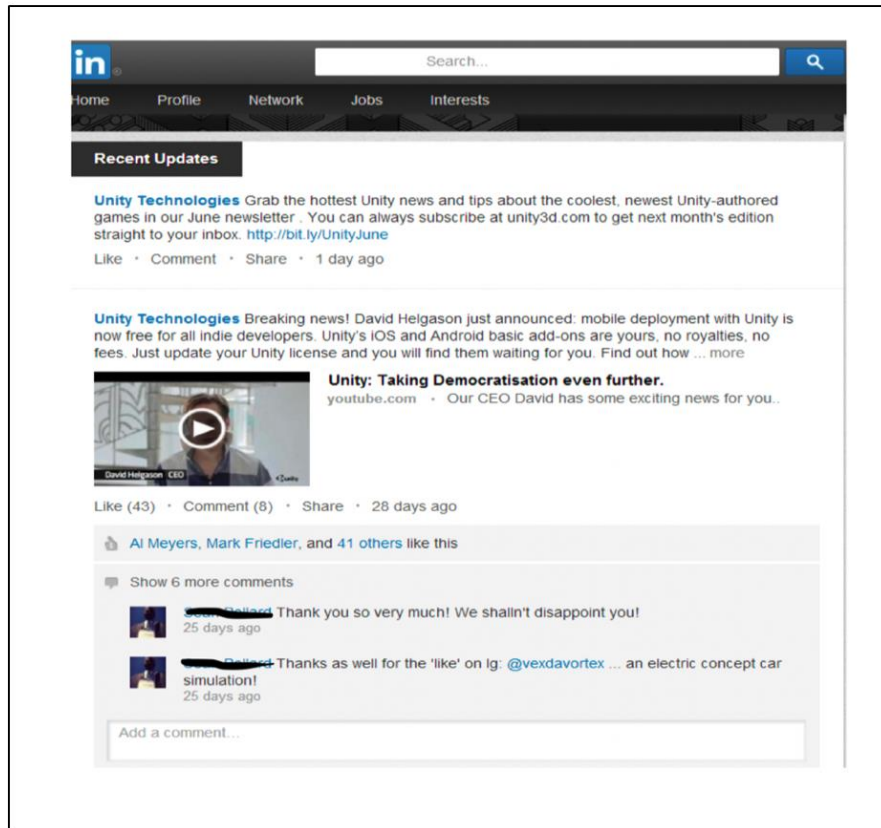 in
Search...
Home Profile Network Jobs Interests
Recent Updates
Unity Technologies Grab the hottest Unity news and tips about the coolest, newest Unity-authored
games in our June newsletter . You can always subscribe at unity3d.com to get next month's edition
straight to your inbox. http://bit.ly/UnityJune
Like · Comment · Share · 1 day ago
Unity Technologies Breaking news! David Helgason just announced: mobile deployment with Unity is
now free for all indie developers. Unity's iOS and Android basic add-ons are yours, no royalties, no
fees. Just update your Unity license and you will find them waiting for you. Find out how ... more
Unity: Taking Democratisation even further.
youtube.com · Our CEO David has some exciting news for you..
David Helgason CEO
unity
Like (43) · Comment (8) · Share · 28 days ago
Al Meyers, Mark Friedler, and 41 others like this
Show 6 more comments
Thank you so very much! We shalln't disappoint you!
25 days ago
Thanks as well for the 'like' on Ig: @vexdavortex ... an electric concept car
simulation!
25 days ago
Add a comment...